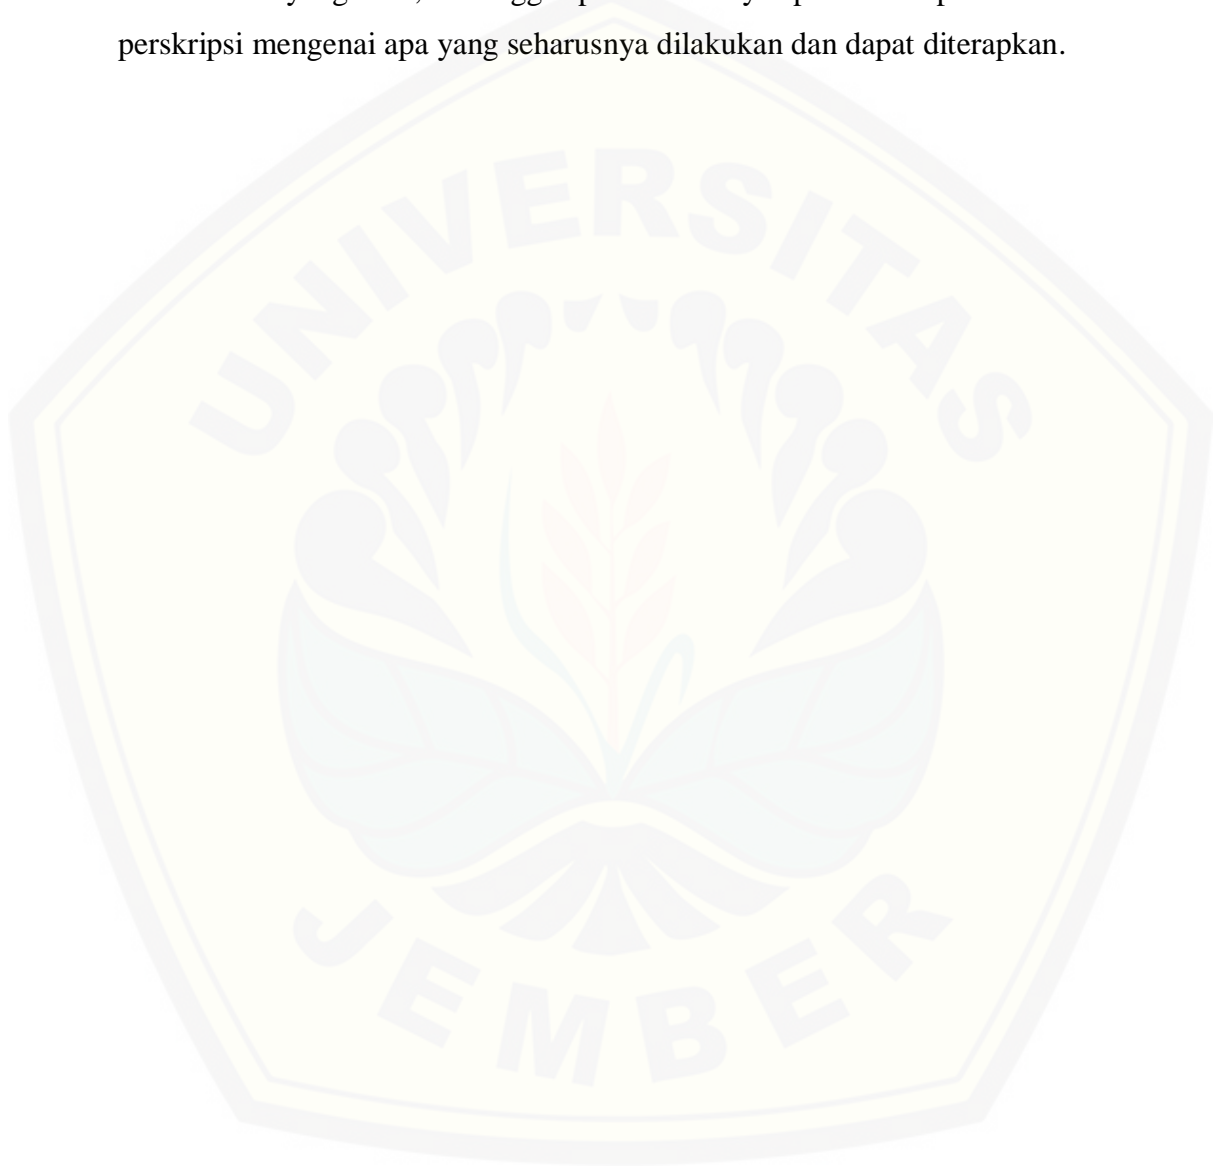 perskripsi mengenai apa yang seharusnya dilakukan dan dapat diterapkan.
UNIVERSITAS
JEMBER